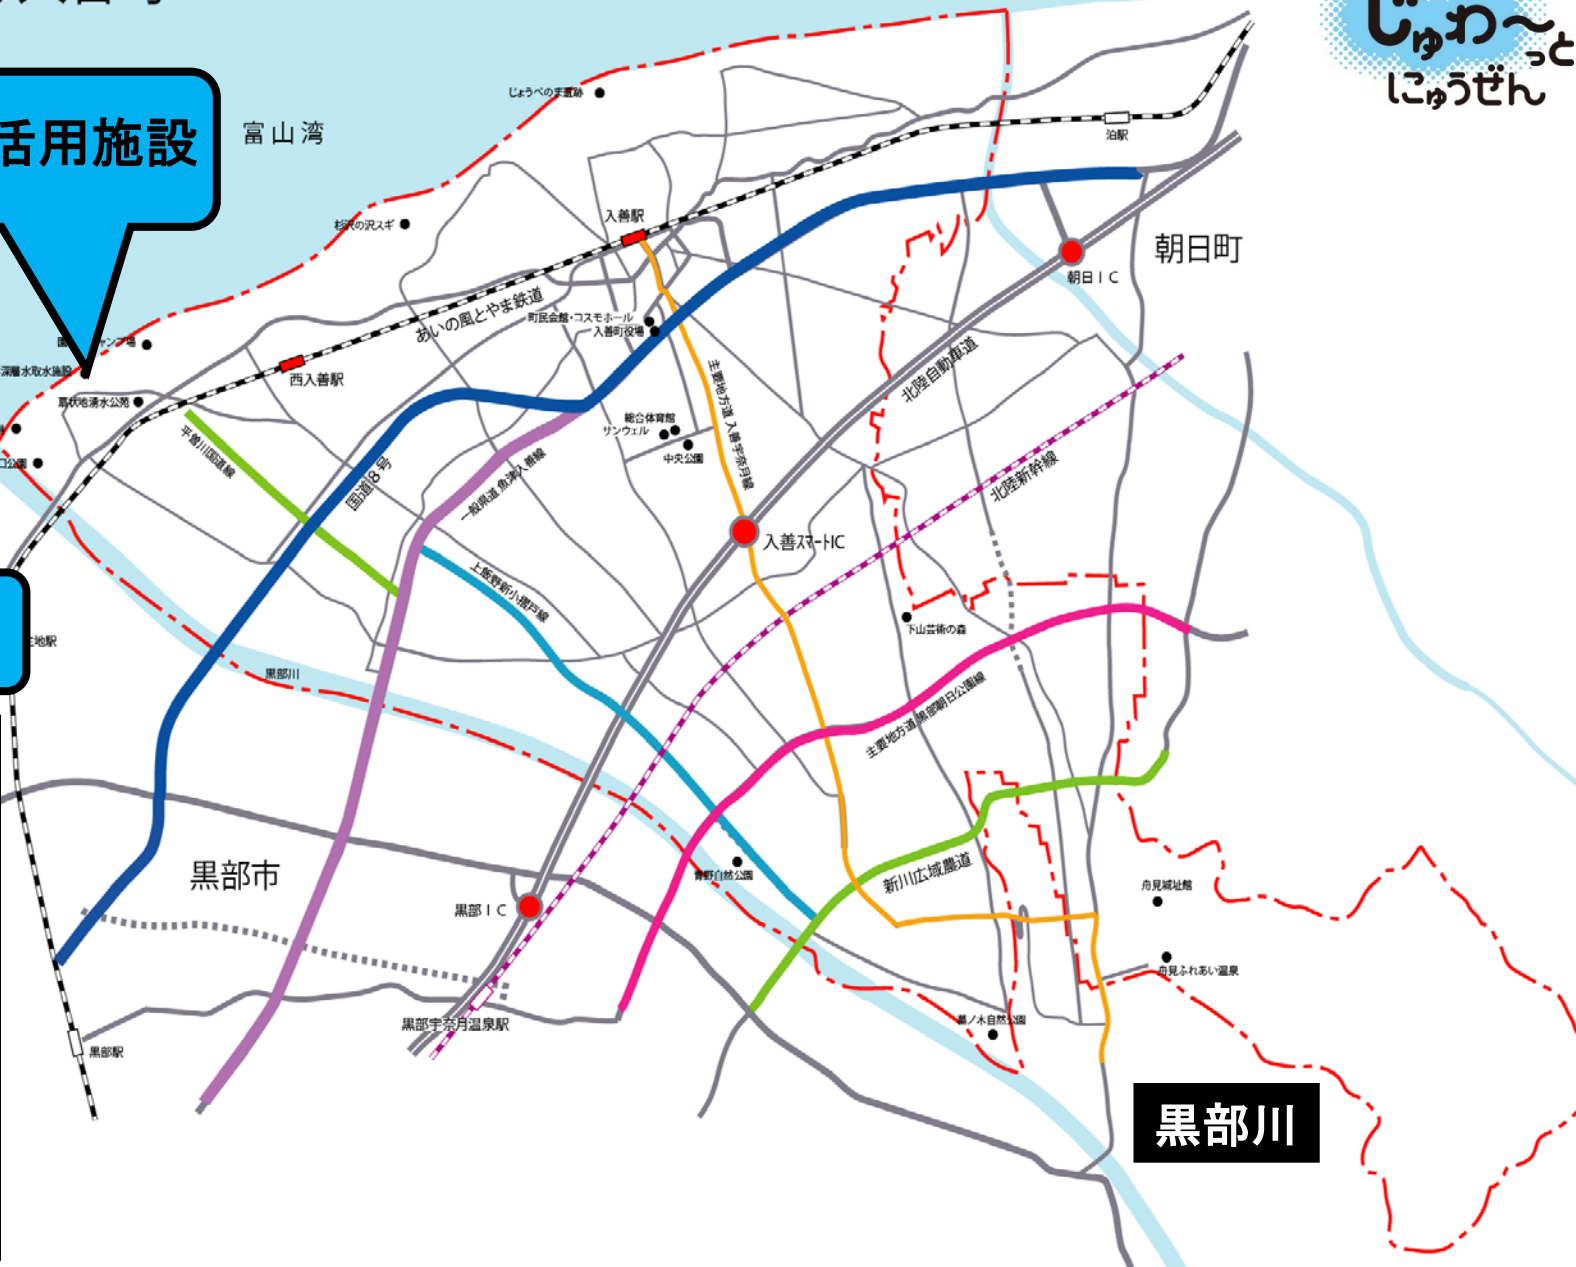 じゅわ〜っと
にゅうぜん
活用施設
富山湾
じょうべのま遺跡
泊駅
杉沢の沢スギ
入善駅
朝日町
朝日IC
あいの風とやま鉄道
町民会館・コスモホール
入善町役場
ャンプ場
深層水取水施設
西入善駅
扇状地湧水公苑
口公園
平曽川国道線
国道8号
一般県道 魚津入善線
主要地方道 入善宇奈月線
総合体育館
サンウェル
中央公園
北陸自動車道
北陸新幹線
入善スマートIC
上飯野新小摺戸線
下山芸術の森
生地駅
黒部川
主要地方道 黒部朝日公園線
黒部市
青野自然公園
新川広域農道
舟見城址館
黒部IC
舟見ふれあい温泉
黒部宇奈月温泉駅
墓ノ木自然公園
黒部駅
黒部川